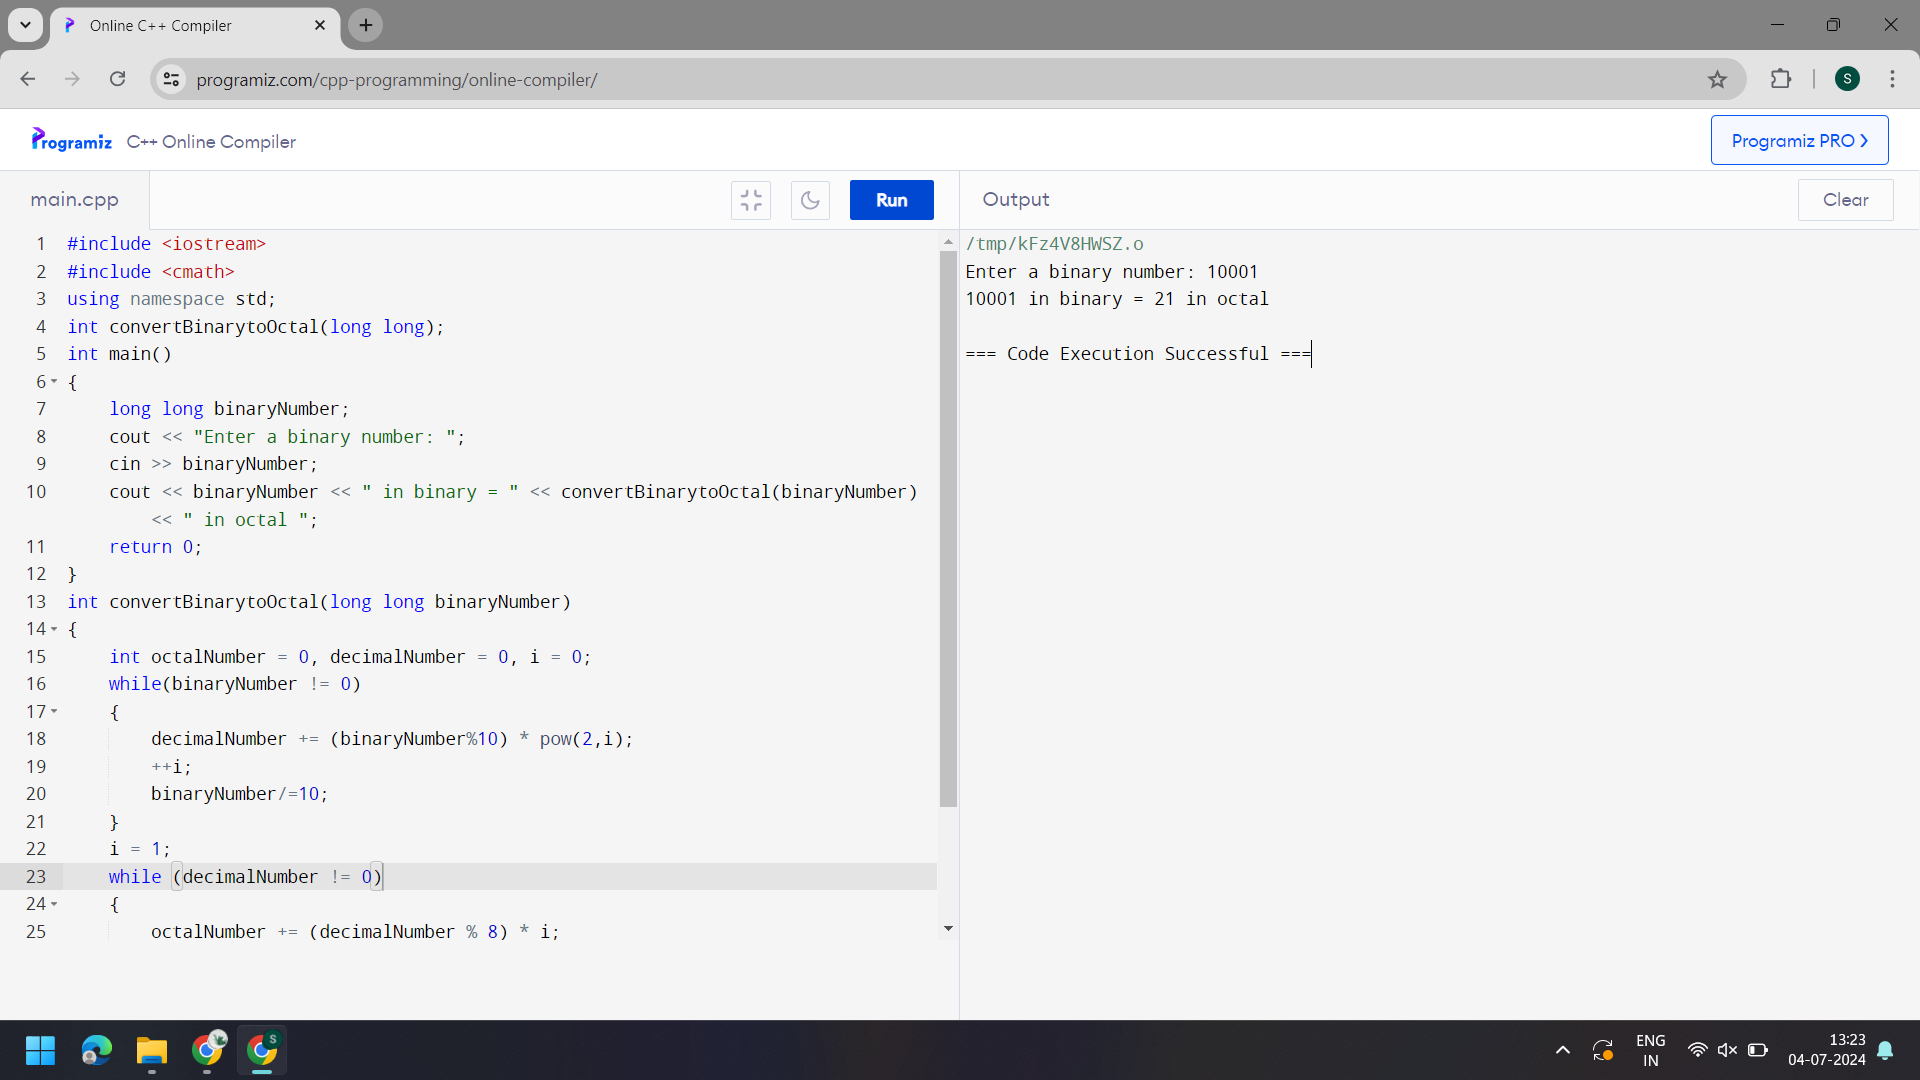 Online C++ Compiler
programiz.com/cpp-programming/online-compiler/
S
Programiz C++ Online Compiler
Programiz PRO
main.cpp
Run
1 #include <iostream>
2 #include <cmath>
3 using namespace std;
4 int convertBinarytoOctal(long long);
5 int main()
6 {
7 long long binaryNumber;
8 cout << "Enter a binary number: ";
9 cin >> binaryNumber;
10 cout << binaryNumber << " in binary = " << convertBinarytoOctal(binaryNumber)
<< " in octal ";
11 return 0;
12 }
13 int convertBinarytoOctal(long long binaryNumber)
14 {
15 int octalNumber = 0, decimalNumber = 0, i = 0;
16 while(binaryNumber != 0)
17 {
18 decimalNumber += (binaryNumber%10) * pow(2,i);
19 ++i;
20 binaryNumber/=10;
21 }
22 i = 1;
23 while (decimalNumber != 0)
24 {
25 octalNumber += (decimalNumber % 8) * i;
Output
Clear
/tmp/kFz4V8HWSZ.o
Enter a binary number: 10001
10001 in binary = 21 in octal
=== Code Execution Successful ===
S
ENG
IN
13:23
04-07-2024